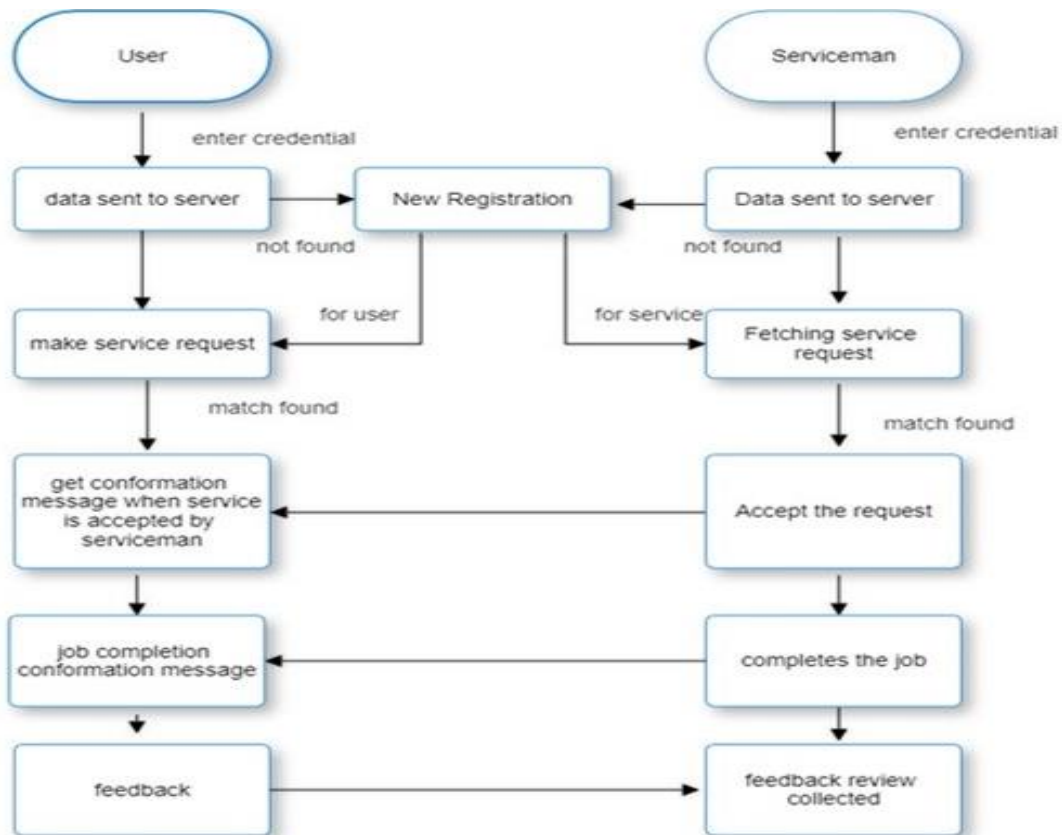 User
Serviceman
enter credential
enter credential
data sent to server
New Registration
Data sent to server
not found
not found
for user
for service
make service request
Fetching service
request
match found
match found
get conformation
message when service
is accepted by
serviceman
Accept the request
job completion
conformation message
completes the job
feedback
feedback review
collected